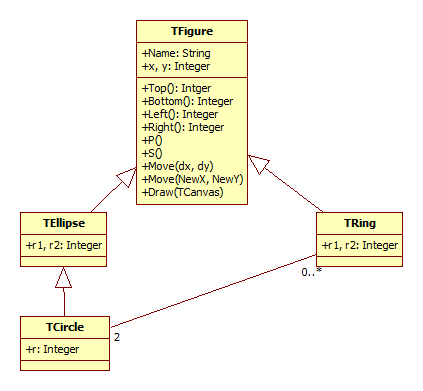 TFigure
+Name: String
+x, y: Integer
+Top(): Intger
+Bottom(): Integer
+Left(): Integer
+Right(): Integer
+P()
+S()
+Move(dx, dy)
+Move(NewX, NewY)
+Draw(TCanvas)
TEllipse
+r1, r2: Integer
TRing
+r1, r2: Integer
0..*
TCircle
+r: Integer
2